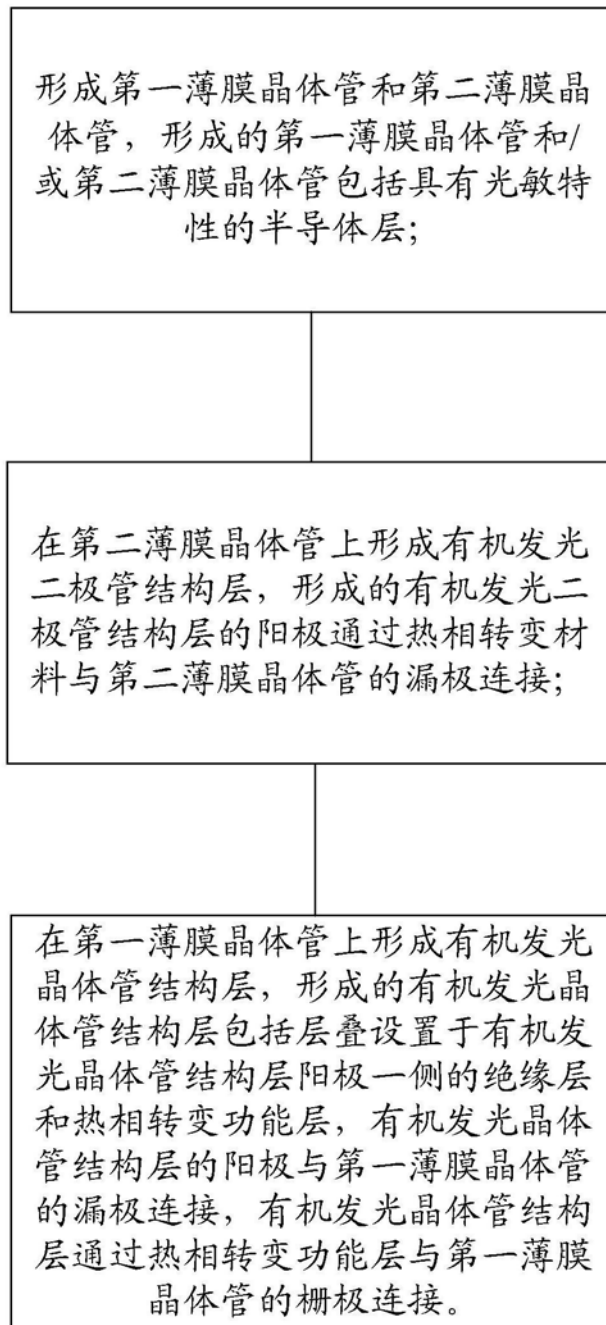 形成第一薄膜晶体管和第二薄膜晶
体管，形成的第一薄膜晶体管和/
或第二薄膜晶体管包括具有光敏特
性的半导体层；
在第二薄膜晶体管上形成有机发光
二极管结构层，形成的有机发光二
极管结构层的阳极通过热相转变材
料与第二薄膜晶体管的漏极连接；
在第一薄膜晶体管上形成有机发光
晶体管结构层，形成的有机发光晶
体管结构层包括层叠设置于有机发
光晶体管结构层阳极一侧的绝缘层
和热相转变功能层，有机发光晶体
管结构层的阳极与第一薄膜晶体管
的漏极连接，有机发光晶体管结构
层通过热相转变功能层与第一薄膜
晶体管的栅极连接。